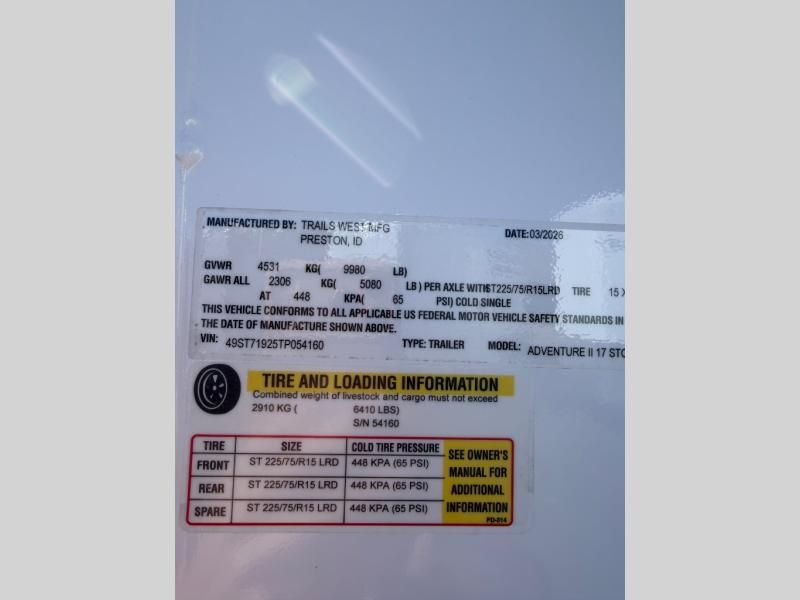 MANUFACTURED BY: TRAILS WEST MFG
PRESTON, ID
DATE:03/2026
GVWR 4531 KG( 9980 LB)
GAWR ALL 2306 KG( 5080 LB ) PER AXLE WITH ST225/75/R15LRD TIRE 15 X
AT 448 KPA( 65 PSI) COLD SINGLE
THIS VEHICLE CONFORMS TO ALL APPLICABLE US FEDERAL MOTOR VEHICLE SAFETY STANDARDS IN
THE DATE OF MANUFACTURE SHOWN ABOVE.
VIN: 49ST71925TP054160 TYPE: TRAILER MODEL: ADVENTURE II 17 STO
TIRE AND LOADING INFORMATION
Combined weight of livestock and cargo must not exceed
2910 KG ( 6410 LBS)
S/N 54160
TIRE SIZE COLD TIRE PRESSURE
FRONT ST 225/75/R15 LRD 448 KPA (65 PSI)
REAR ST 225/75/R15 LRD 448 KPA (65 PSI)
SPARE ST 225/75/R15 LRD 448 KPA (65 PSI)
SEE OWNER'S
MANUAL FOR
ADDITIONAL
INFORMATION
PD-814